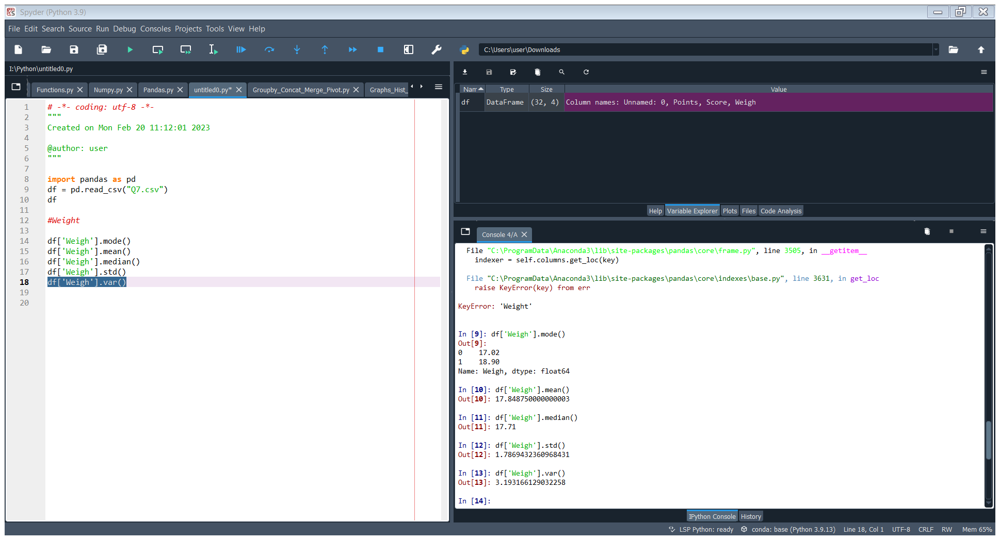 Spyder (Python 3.9)
File Edit Search Source Run Debug Consoles Projects Tools View Help
C:\Users\user\Downloads
I:\Python\untitled0.py
Functions.py Numpy.py Pandas.py untitled0.py* Groupby_Concat_Merge_Pivot.py Graphs_Hist_
1 # -*- coding: utf-8 -*-
2 """
3 Created on Mon Feb 20 11:12:01 2023
4
5 @author: user
6 """
7
8 import pandas as pd
9 df = pd.read_csv("Q7.csv")
10 df
11
12 #Weight
13
14 df['Weigh'].mode()
15 df['Weigh'].mean()
16 df['Weigh'].median()
17 df['Weigh'].std()
18 df['Weigh'].var()
19
20
Nam Type Size Value
df DataFrame (32, 4) Column names: Unnamed: 0, Points, Score, Weigh
Help Variable Explorer Plots Files Code Analysis
Console 4/A
File "C:\ProgramData\Anaconda3\lib\site-packages\pandas\core\frame.py", line 3505, in __getitem__
indexer = self.columns.get_loc(key)
File "C:\ProgramData\Anaconda3\lib\site-packages\pandas\core\indexes\base.py", line 3631, in get_loc
raise KeyError(key) from err
KeyError: 'Weight'
In [9]: df['Weigh'].mode()
Out[9]:
0    17.02
1    18.90
Name: Weigh, dtype: float64
In [10]: df['Weigh'].mean()
Out[10]: 17.848750000000003
In [11]: df['Weigh'].median()
Out[11]: 17.71
In [12]: df['Weigh'].std()
Out[12]: 1.7869432360968431
In [13]: df['Weigh'].var()
Out[13]: 3.193166129032258
In [14]:
IPython Console History
LSP Python: ready conda: base (Python 3.9.13) Line 18, Col 1 UTF-8 CRLF RW Mem 65%